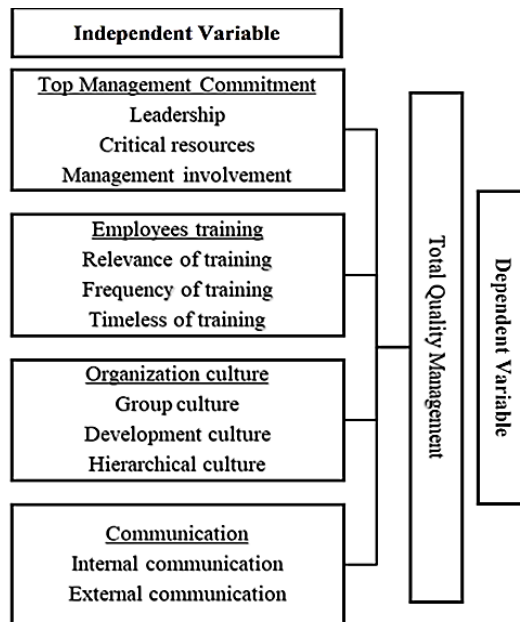 Independent Variable
Top Management Commitment
Leadership
Critical resources
Management involvement
Employees training
Relevance of training
Frequency of training
Timeless of training
Organization culture
Group culture
Development culture
Hierarchical culture
Communication
Internal communication
External communication
Total Quality Management
Dependent Variable